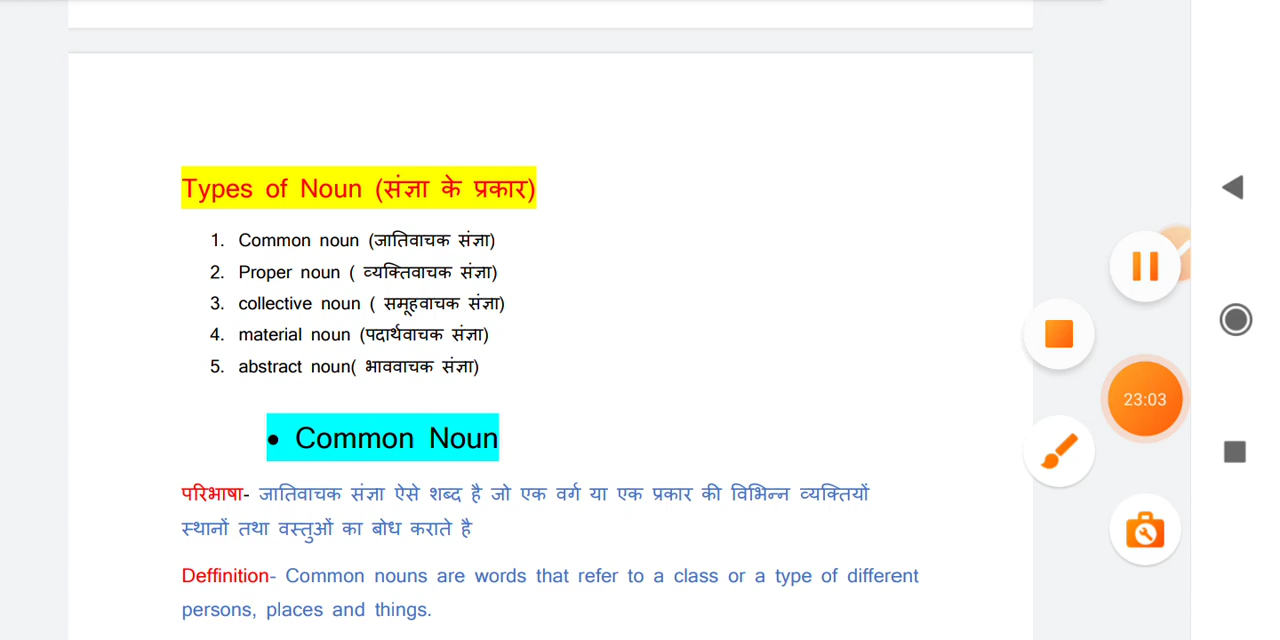 Types of Noun (संज्ञा के प्रकार)
1. Common noun (जातिवाचक संज्ञा)
2. Proper noun ( व्यक्तिवाचक संज्ञा)
3. collective noun ( समूहवाचक संज्ञा)
4. material noun (पदार्थवाचक संज्ञा)
5. abstract noun( भाववाचक संज्ञा)
• Common Noun
परिभाषा- जातिवाचक संज्ञा ऐसे शब्द है जो एक वर्ग या एक प्रकार की विभिन्न व्यक्तियों
स्थानों तथा वस्तुओं का बोध कराते है
Deffinition- Common nouns are words that refer to a class or a type of different
persons, places and things.
23:03